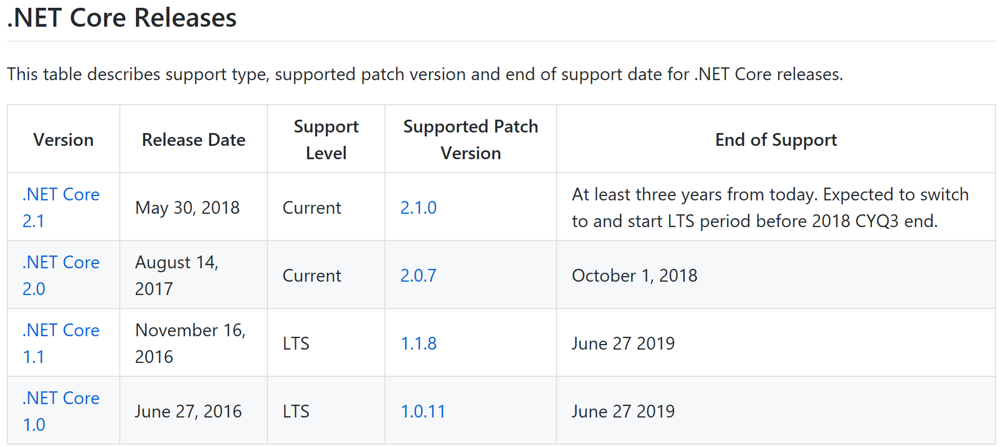 .NET Core Releases
This table describes support type, supported patch version and end of support date for .NET Core releases.
Version Release Date Support Level Supported Patch Version End of Support
.NET Core 2.1 May 30, 2018 Current 2.1.0 At least three years from today. Expected to switch to and start LTS period before 2018 CYQ3 end.
.NET Core 2.0 August 14, 2017 Current 2.0.7 October 1, 2018
.NET Core 1.1 November 16, 2016 LTS 1.1.8 June 27 2019
.NET Core 1.0 June 27, 2016 LTS 1.0.11 June 27 2019